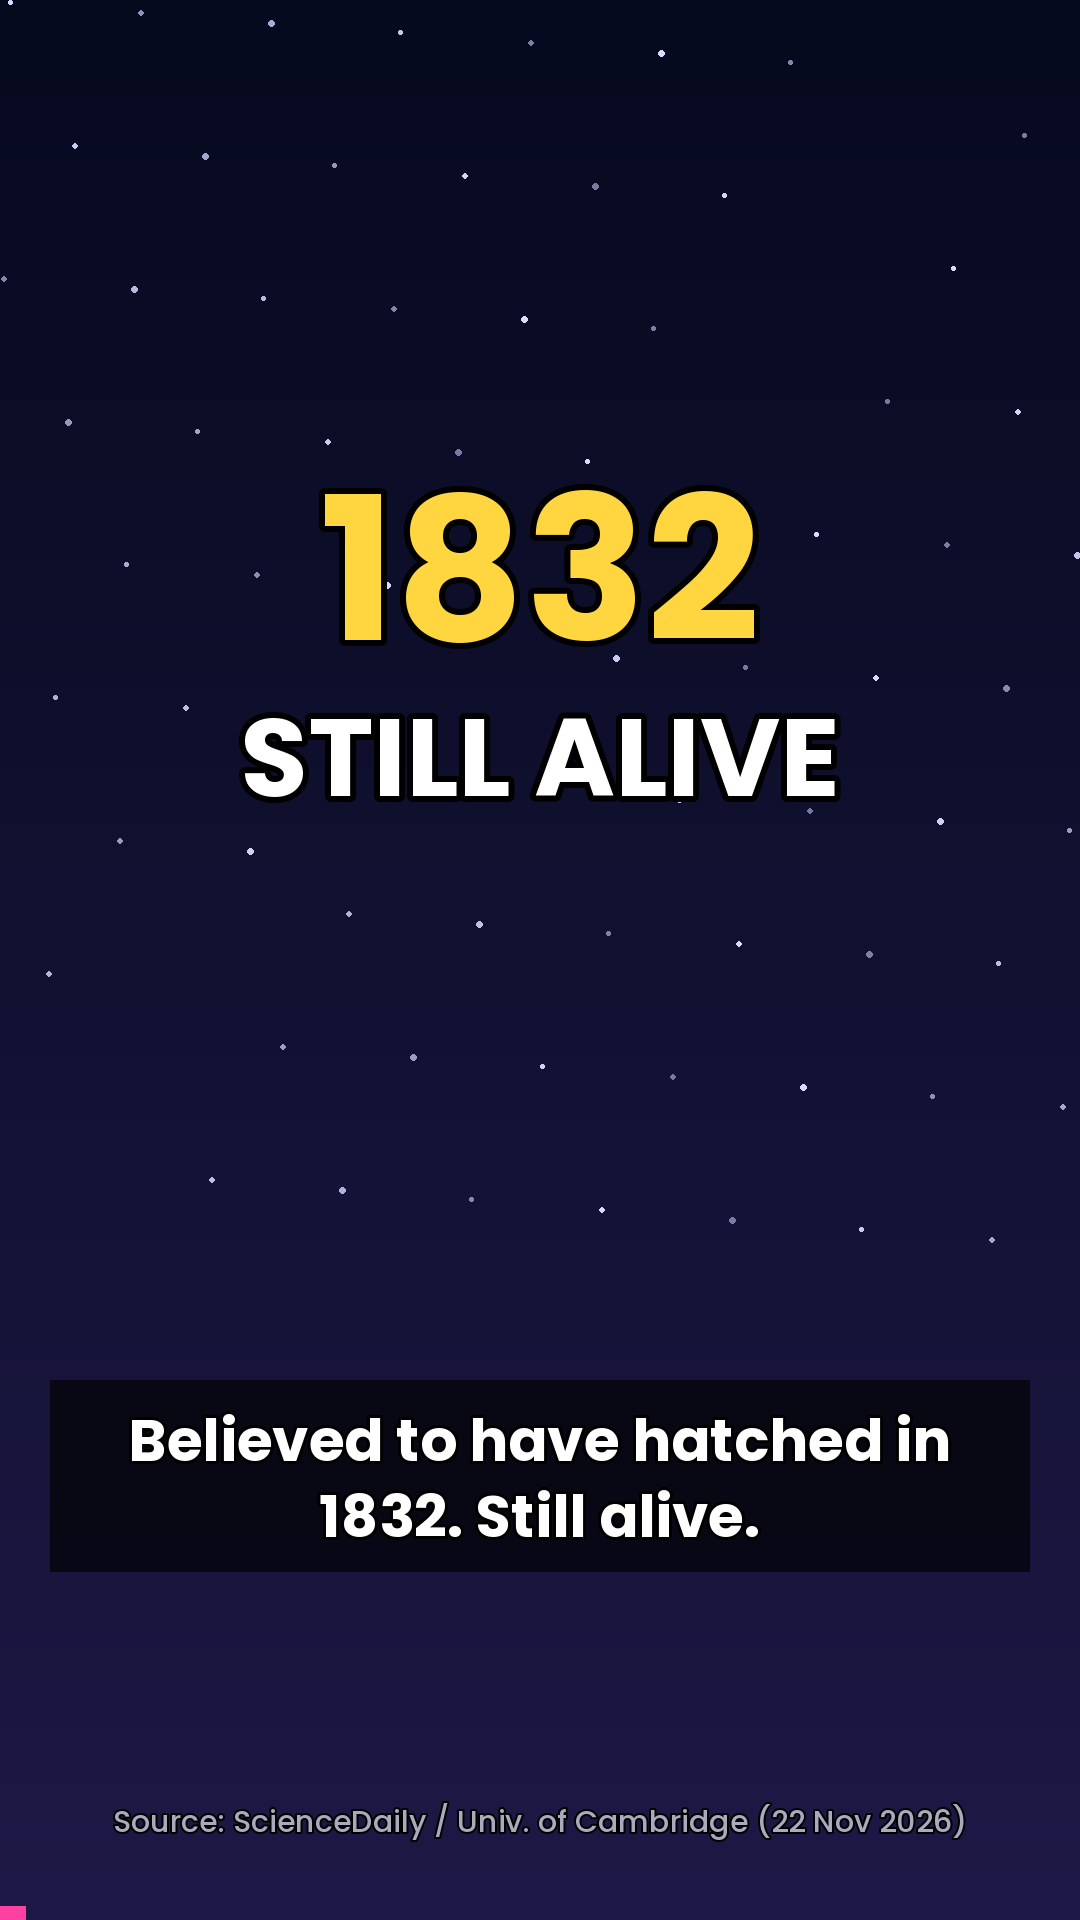 1832
STILL ALIVE
Believed to have hatched in
1832. Still alive.
Source: ScienceDaily / Univ. of Cambridge (22 Nov 2026)